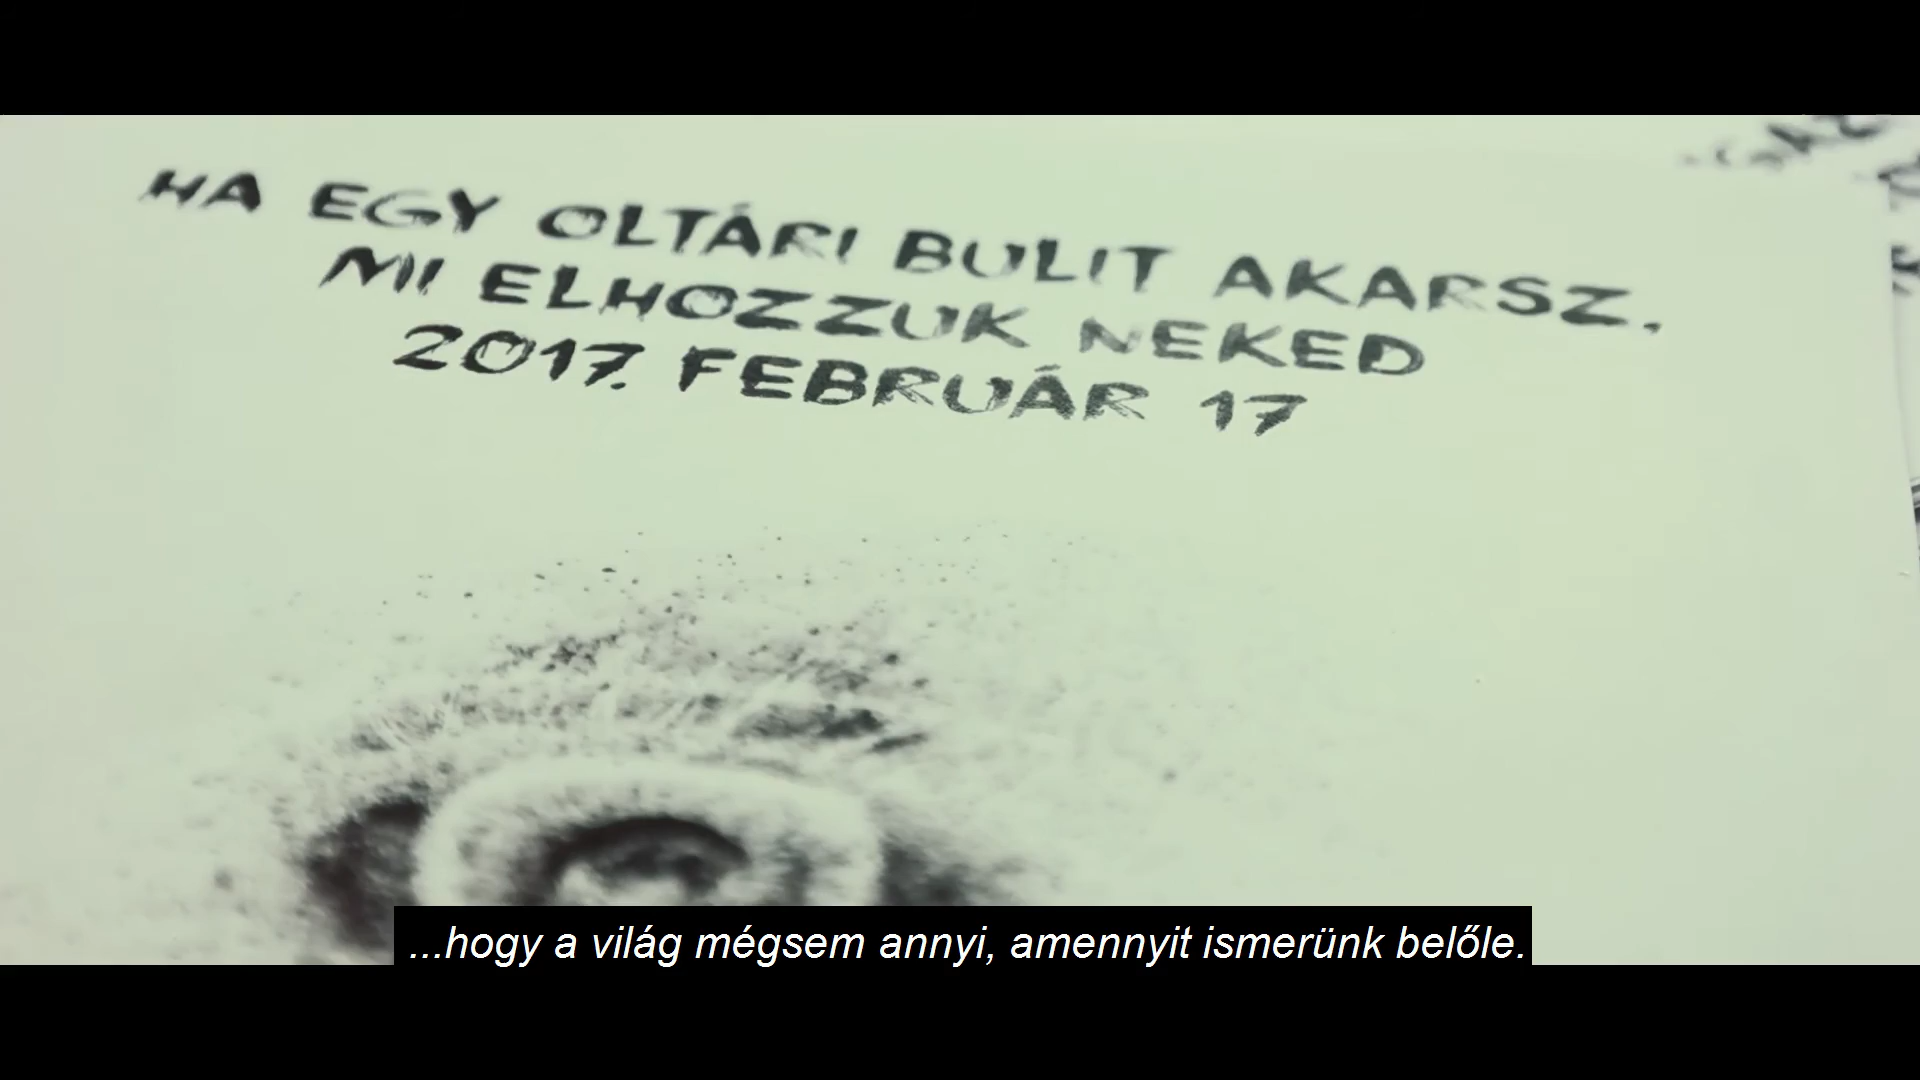 HA EGY OLTÁRI BULIT AKARSZ,
MI ELHOZZUK NEKED
2017. FEBRUÁR 17
...hogy a világ mégsem annyi, amennyit ismerünk belőle.